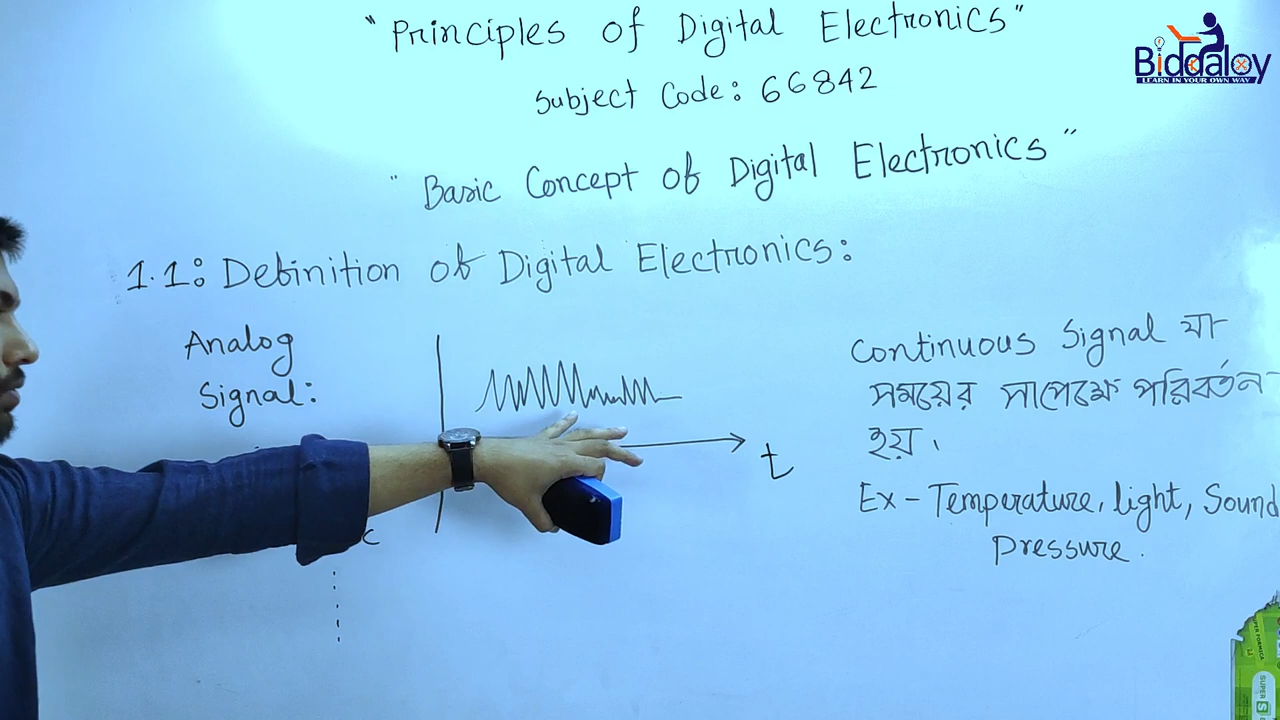 "Principles of Digital Electronics"
Subject Code: 66842
Biddaloy
LEARN IN YOUR OWN WAY
"Basic Concept of Digital Electronics"
1.1: Definition of Digital Electronics:
Analog
Signal:
Continuous Signal যা
সময়ের সাপেক্ষে পরিবর্তন
হয়।
t
Ex - Temperature, light, Sound
Pressure.
c
SUPER
S